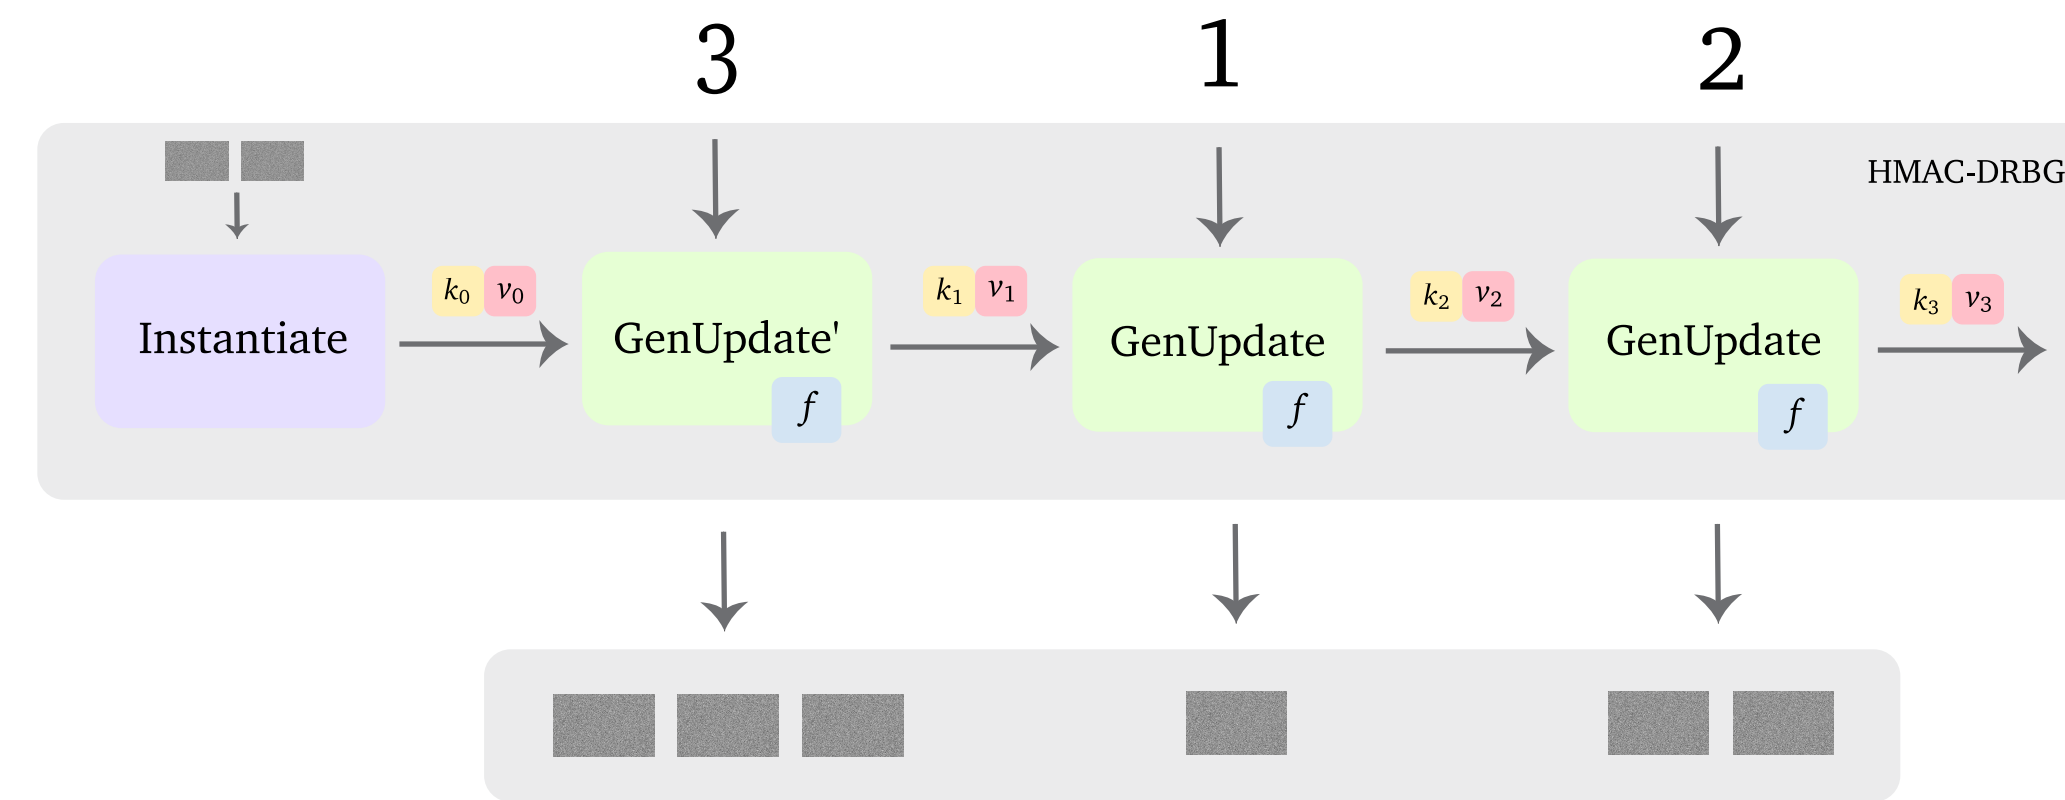 3 1 2
HMAC-DRBG
k₀ v₀ k₁ v₁ k₂ v₂ k₃ v₃
Instantiate GenUpdate' GenUpdate GenUpdate
f f f